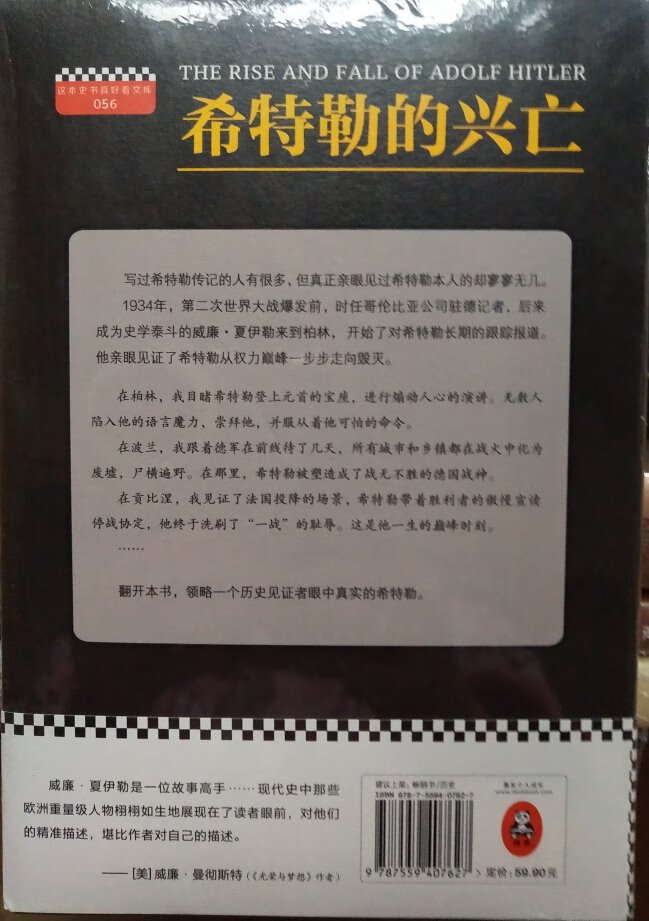 这本史书真好看文库
056
THE RISE AND FALL OF ADOLF HITLER
希特勒的兴亡
写过希特勒传记的人有很多，但真正亲眼见过希特勒本人的却寥寥无几。
1934年，第二次世界大战爆发前，时任哥伦比亚公司驻德记者，后来
成为史学泰斗的威廉·夏伊勒来到柏林，开始了对希特勒长期的跟踪报道。
他亲眼见证了希特勒从权力巅峰一步步走向毁灭。
在柏林，我目睹希特勒登上元首的宝座，进行煽动人心的演讲。无数人
陷入他的语言魔力，崇拜他，并服从着他可怕的命令。
在波兰，我跟着德军在前线待了几天，所有城市和乡镇都在战火中化为
废墟，尸横遍野。在那里，希特勒被塑造成了战无不胜的德国战神。
在贡比涅，我见证了法国投降的场景，希特勒带着胜利者的傲慢宣读
停战协定，他终于洗刷了“一战”的耻辱。这是他一生的巅峰时刻。
……
翻开本书，领略一个历史见证者眼中真实的希特勒。
威廉·夏伊勒是一位故事高手……现代史中那些
欧洲重量级人物栩栩如生地展现在了读者眼前，对他们
的精准描述，堪比作者对自己的描述。
——[美]威廉·曼彻斯特（《光荣与梦想》作者）
建议上架：畅销书/历史
ISBN 978-7-5594-0762-7
9 787559 407627 >
激发个人成长
定价：59.90元